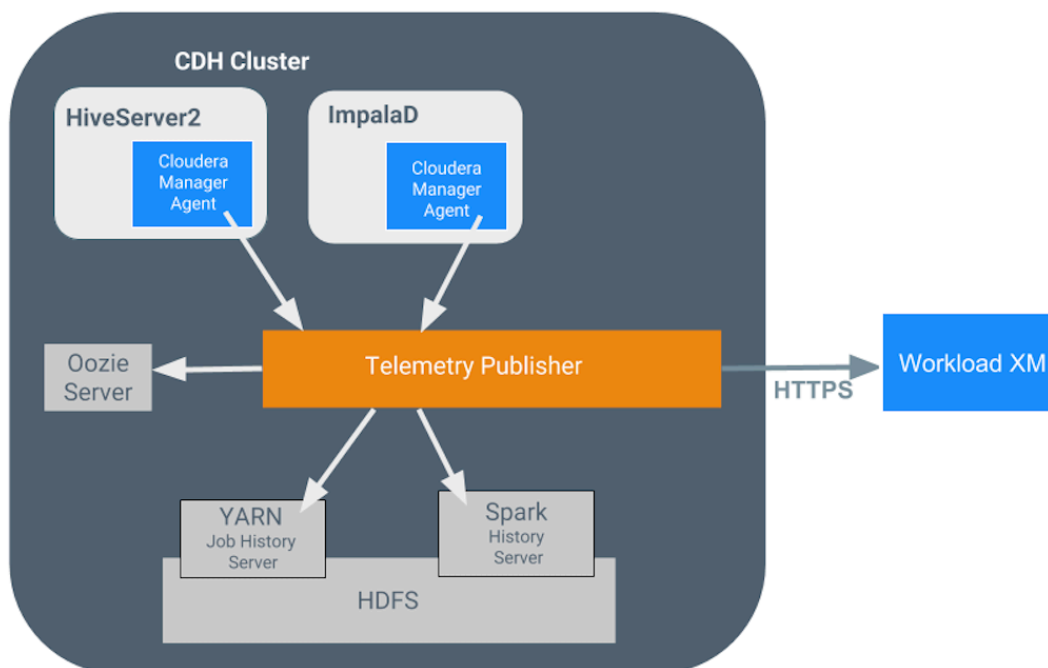 CDH Cluster
HiveServer2
Cloudera
Manager
Agent
ImpalaD
Cloudera
Manager
Agent
Oozie
Server
Telemetry Publisher
HTTPS
Workload XM
YARN
Job History
Server
Spark
History
Server
HDFS